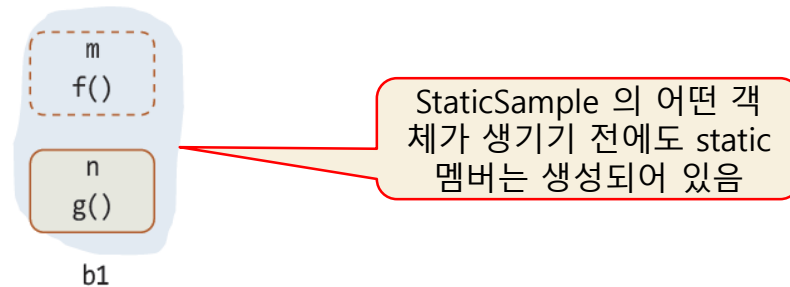 m
f()
n
g()
b1
StaticSample 의 어떤 객
체가 생기기 전에도 static
멤버는 생성되어 있음